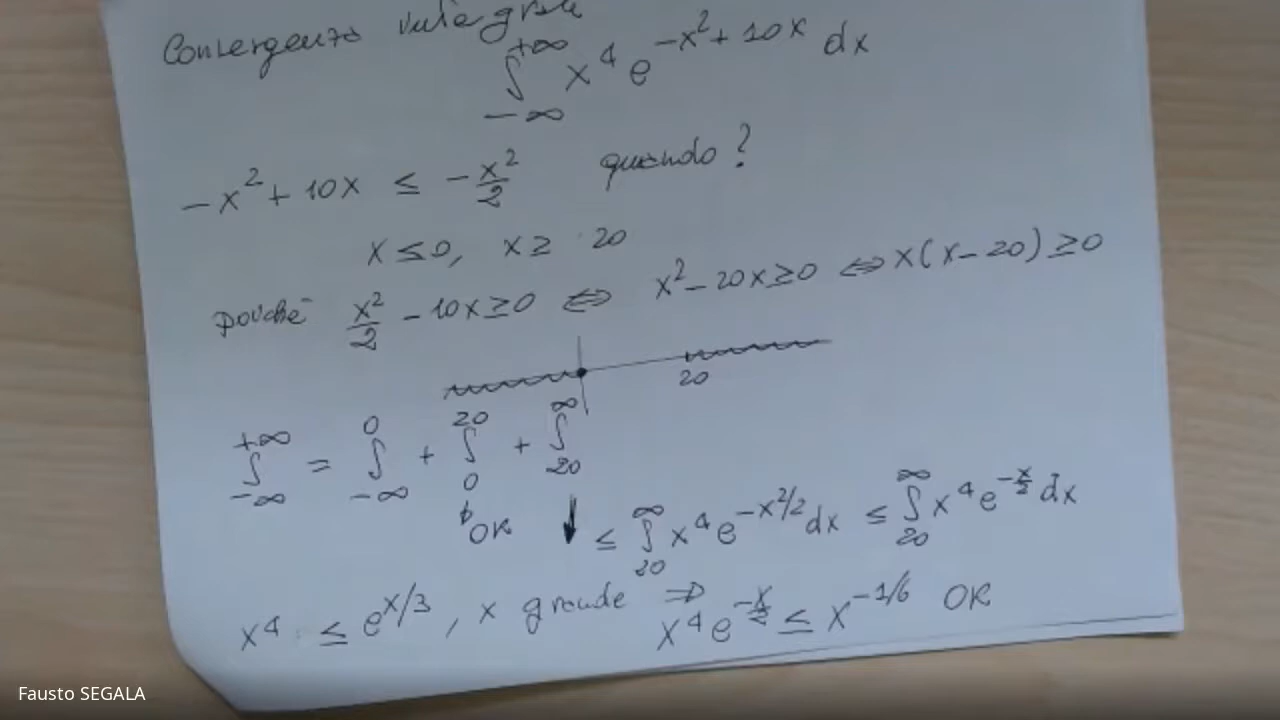 Convergenza integrale
∫_{-∞}^{+∞} x^4 e^{-x^2+10x} dx
-x^2+10x ≤ -x^2/2 quando?
x ≤ 0, x ≥ 20
poiché x^2/2 - 10x ≥ 0 ⇔ x^2 - 20x ≥ 0 ⇔ x(x-20) ≥ 0
20
∫_{-∞}^{+∞} = ∫_{-∞}^{0} + ∫_{0}^{20} + ∫_{20}^{∞}
OK ≤ ∫_{20}^{∞} x^4 e^{-x^2/2} dx ≤ ∫_{20}^{∞} x^4 e^{-x/2} dx
x^4 ≤ e^{x/3}, x grande ⇒ x^4 e^{-x/2} ≤ x^{-1/6} OK
Fausto SEGALA